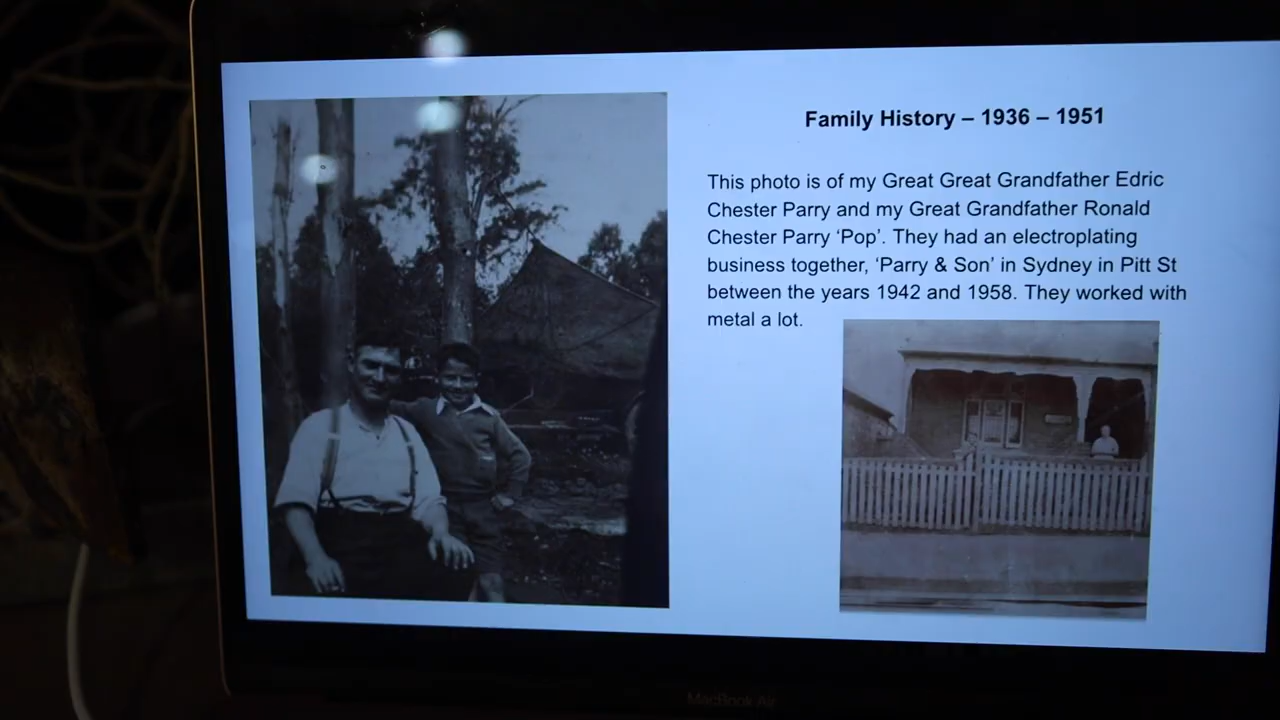 Family History – 1936 – 1951
This photo is of my Great Great Grandfather Edric
Chester Parry and my Great Grandfather Ronald
Chester Parry ‘Pop’. They had an electroplating
business together, ‘Parry & Son’ in Sydney in Pitt St
between the years 1942 and 1958. They worked with
metal a lot.
MacBook Air